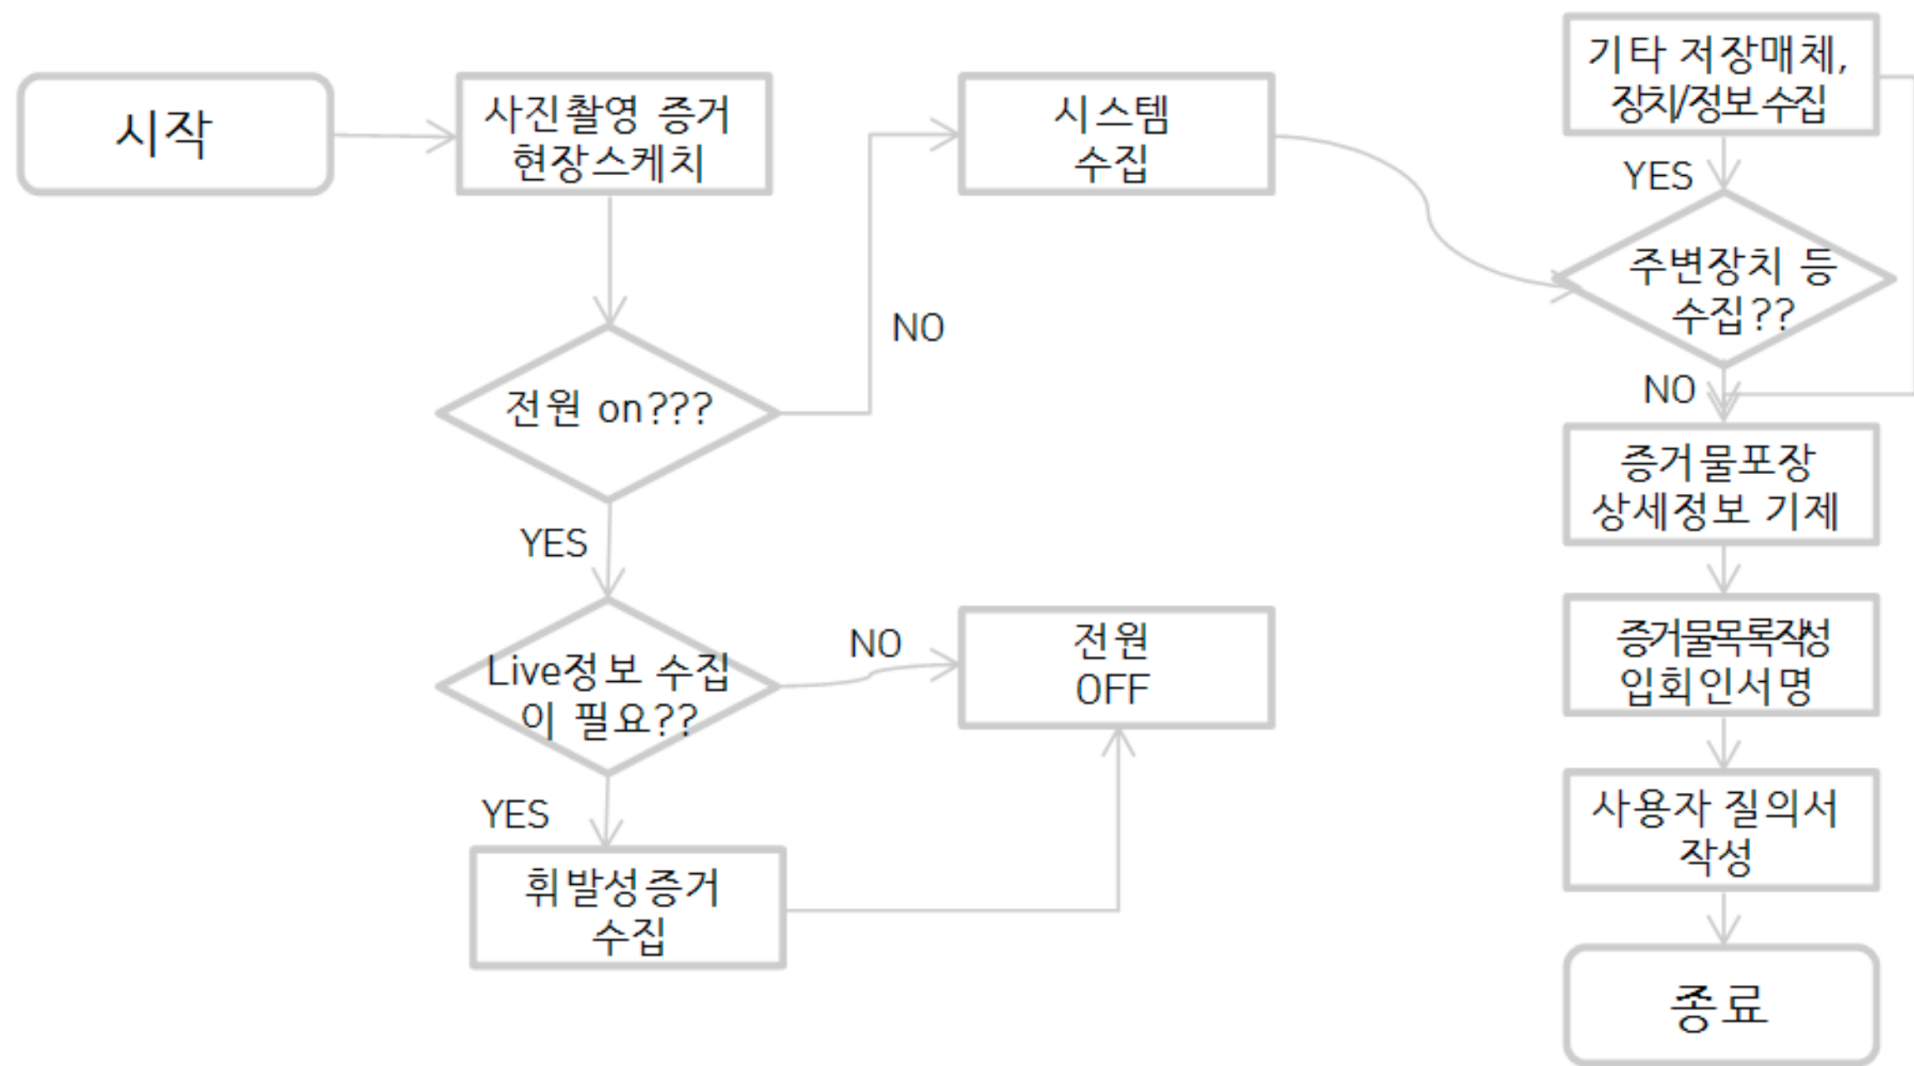 시작
사진촬영 증거
현장스케치
전원 on???
NO
YES
Live정보 수집
이 필요??
NO
YES
휘발성증거
수집
시스템
수집
전원
OFF
기타 저장매체,
장치/정보수집
YES
주변장치 등
수집??
NO
증거물포장
상세정보 기제
증거물목록작성
입회인서명
사용자 질의서
작성
종료